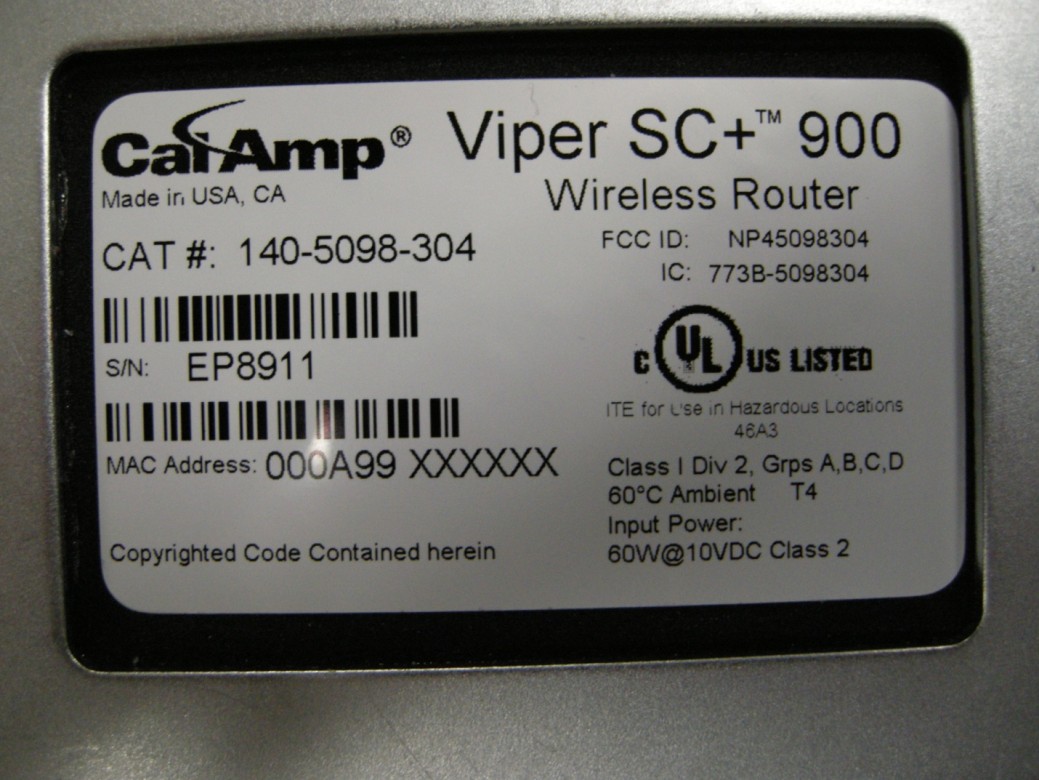 CalAmp® Viper SC+™ 900
Made in USA, CA
Wireless Router
CAT #: 140-5098-304
FCC ID: NP45098304
IC: 773B-5098304
S/N: EP8911
C UL US LISTED
ITE for Use in Hazardous Locations
46A3
MAC Address: 000A99 XXXXXX
Class I Div 2, Grps A,B,C,D
60°C Ambient T4
Input Power:
60W@10VDC Class 2
Copyrighted Code Contained herein